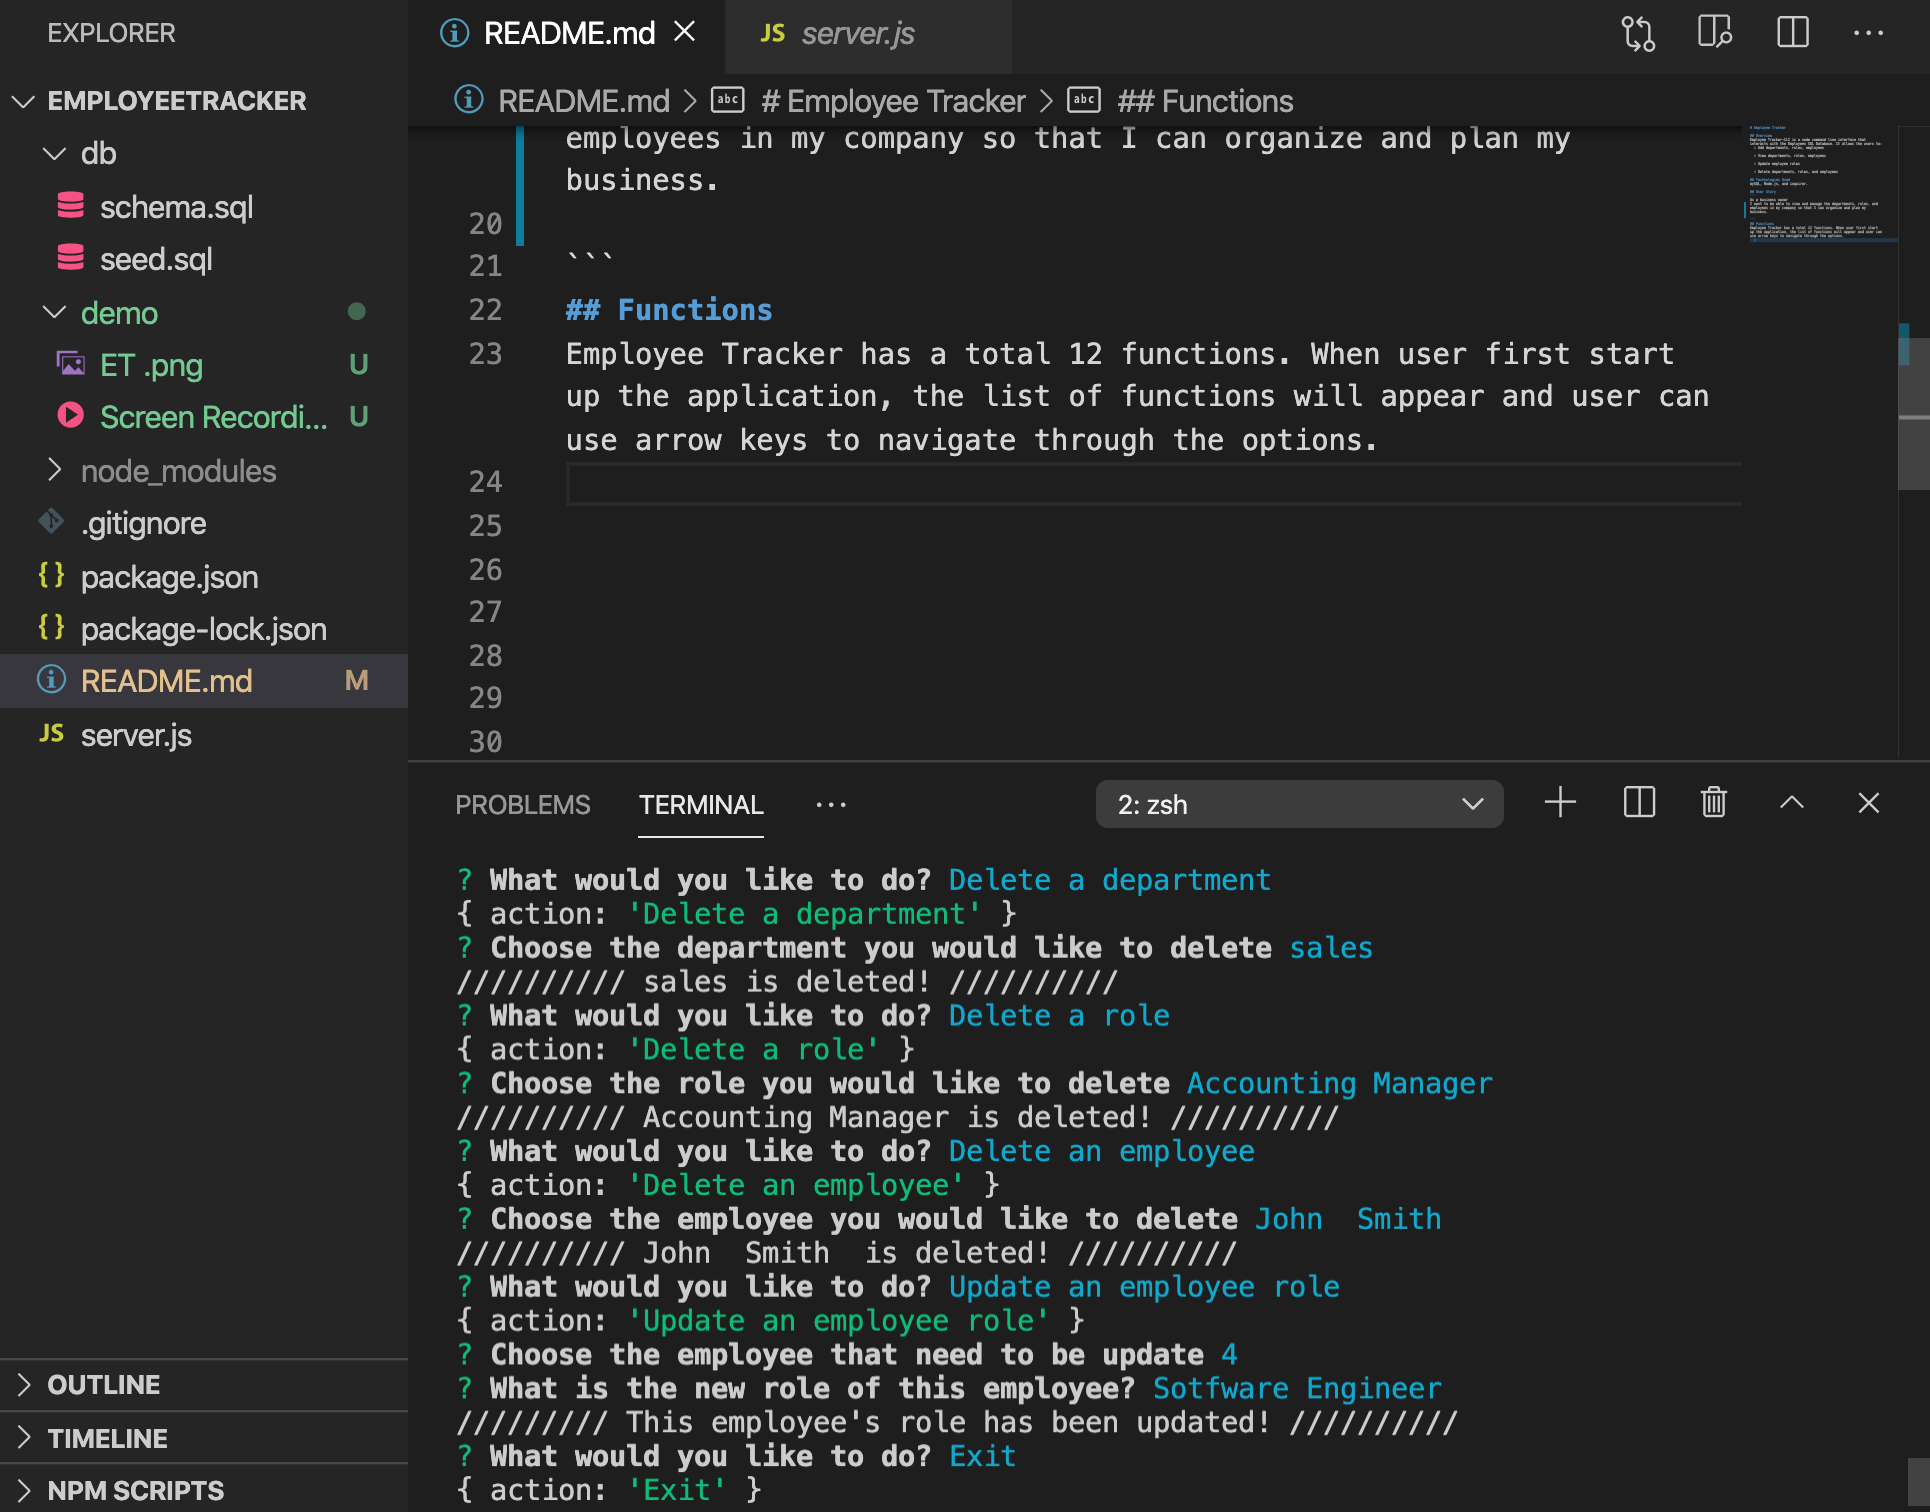 EXPLORER
EMPLOYEETRACKER
db
schema.sql
seed.sql
demo
ET .png U
Screen Recordi... U
node_modules
.gitignore
{} package.json
{} package-lock.json
README.md M
JS server.js
OUTLINE
TIMELINE
NPM SCRIPTS
README.md
JS server.js
README.md > abc # Employee Tracker > abc ## Functions
employees in my company so that I can organize and plan my
business.
20
21 ```
22 ## Functions
23 Employee Tracker has a total 12 functions. When user first start
up the application, the list of functions will appear and user can
use arrow keys to navigate through the options.
24
25
26
27
28
29
30
PROBLEMS TERMINAL ... 2: zsh
? What would you like to do? Delete a department
{ action: 'Delete a department' }
? Choose the department you would like to delete sales
////////// sales is deleted! //////////
? What would you like to do? Delete a role
{ action: 'Delete a role' }
? Choose the role you would like to delete Accounting Manager
////////// Accounting Manager is deleted! //////////
? What would you like to do? Delete an employee
{ action: 'Delete an employee' }
? Choose the employee you would like to delete John  Smith
////////// John  Smith  is deleted! //////////
? What would you like to do? Update an employee role
{ action: 'Update an employee role' }
? Choose the employee that need to be update 4
? What is the new role of this employee? Sotfware Engineer
///////// This employee's role has been updated! //////////
? What would you like to do? Exit
{ action: 'Exit' }